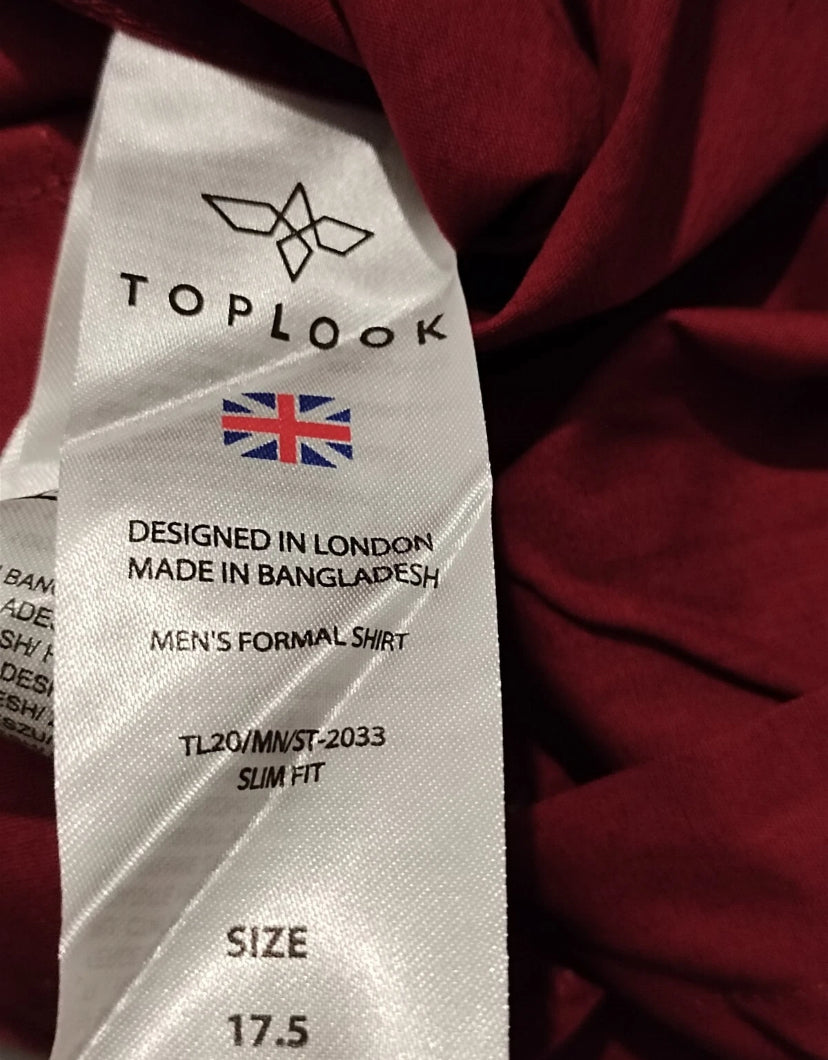 TOPLOOK
DESIGNED IN LONDON
MADE IN BANGLADESH
MEN'S FORMAL SHIRT
TL20/MN/ST-2033
SLIM FIT
SIZE
17.5